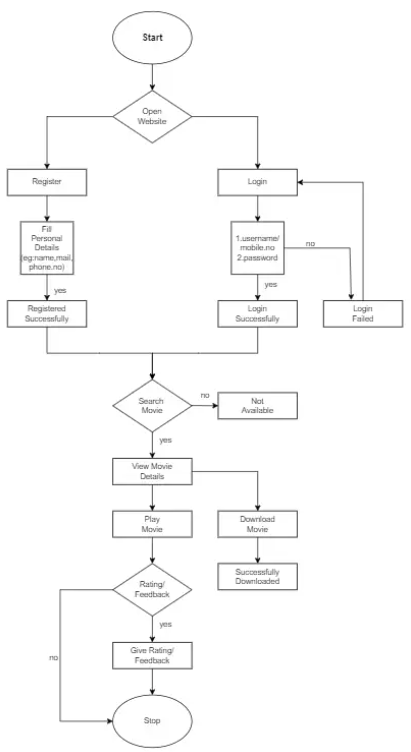 Start
Open
Website
Register
Login
Fill
Personal
Details
(eg:name,mail,
phone.no)
1.username/
mobile.no
2.password
no
yes
yes
Registered
Successfully
Login
Successfully
Login
Failed
Search
Movie
no
Not
Available
yes
View Movie
Details
Play
Movie
Download
Movie
Rating/
Feedback
Successfully
Downloaded
yes
no
Give Rating/
Feedback
Stop